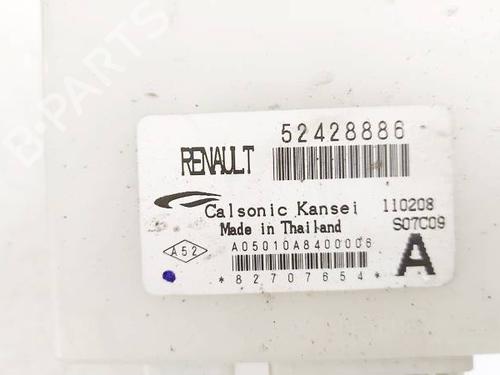 B-PARTS
RENAULT 52428886
Calsonic Kansei 110208
Made in Thailand S07C09
A52 A05010A8400006 A
*82707654*